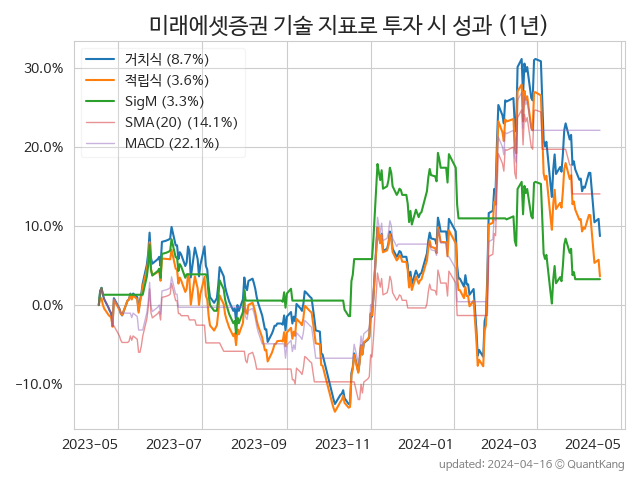 미래에셋증권 기술 지표로 투자 시 성과 (1년)
거치식 (8.7%)
적립식 (3.6%)
SigM (3.3%)
SMA(20) (14.1%)
MACD (22.1%)
30.0%
20.0%
10.0%
0.0%
−10.0%
2023-05 2023-07 2023-09 2023-11 2024-01 2024-03 2024-05
updated: 2024-04-16 © QuantKang